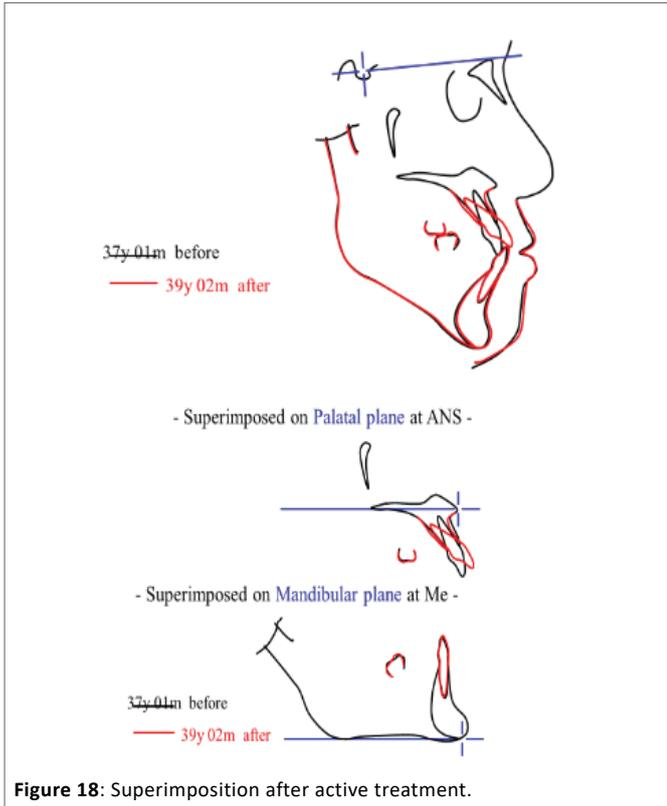 37y 01m before
39y 02m after
- Superimposed on Palatal plane at ANS -
- Superimposed on Mandibular plane at Me -
37y 01m before
39y 02m after
Figure 18: Superimposition after active treatment.